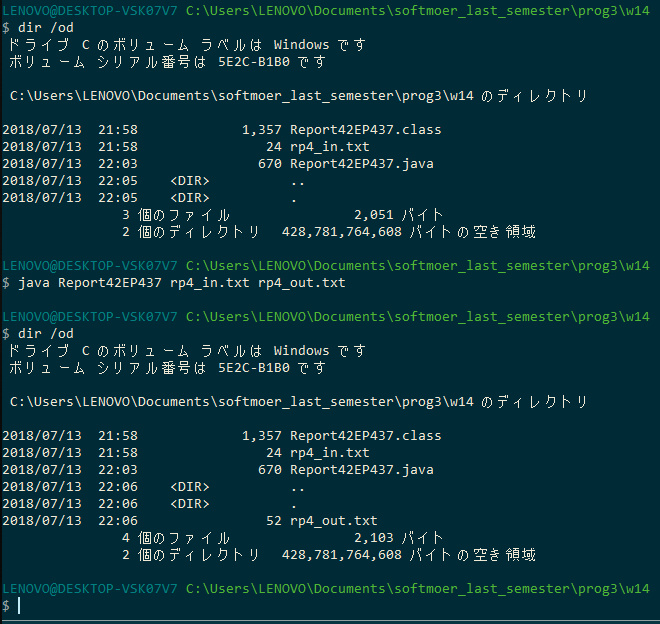 LENOVO@DESKTOP-VSK07V7 C:\Users\LENOVO\Documents\softmoer_last_semester\prog3\w14
$ dir /od
ドライブ C のボリューム ラベルは Windows です
ボリューム シリアル番号は 5E2C-B1B0 です
C:\Users\LENOVO\Documents\softmoer_last_semester\prog3\w14 のディレクトリ
2018/07/13  21:58             1,357 Report42EP437.class
2018/07/13  21:58                24 rp4_in.txt
2018/07/13  22:03               670 Report42EP437.java
2018/07/13  22:05    <DIR>          ..
2018/07/13  22:05    <DIR>          .
3 個のファイル               2,051 バイト
2 個のディレクトリ  428,781,764,608 バイトの空き領域
LENOVO@DESKTOP-VSK07V7 C:\Users\LENOVO\Documents\softmoer_last_semester\prog3\w14
$ java Report42EP437 rp4_in.txt rp4_out.txt
LENOVO@DESKTOP-VSK07V7 C:\Users\LENOVO\Documents\softmoer_last_semester\prog3\w14
$ dir /od
ドライブ C のボリューム ラベルは Windows です
ボリューム シリアル番号は 5E2C-B1B0 です
C:\Users\LENOVO\Documents\softmoer_last_semester\prog3\w14 のディレクトリ
2018/07/13  21:58             1,357 Report42EP437.class
2018/07/13  21:58                24 rp4_in.txt
2018/07/13  22:03               670 Report42EP437.java
2018/07/13  22:06    <DIR>          ..
2018/07/13  22:06    <DIR>          .
2018/07/13  22:06                52 rp4_out.txt
4 個のファイル               2,103 バイト
2 個のディレクトリ  428,781,764,608 バイトの空き領域
LENOVO@DESKTOP-VSK07V7 C:\Users\LENOVO\Documents\softmoer_last_semester\prog3\w14
$